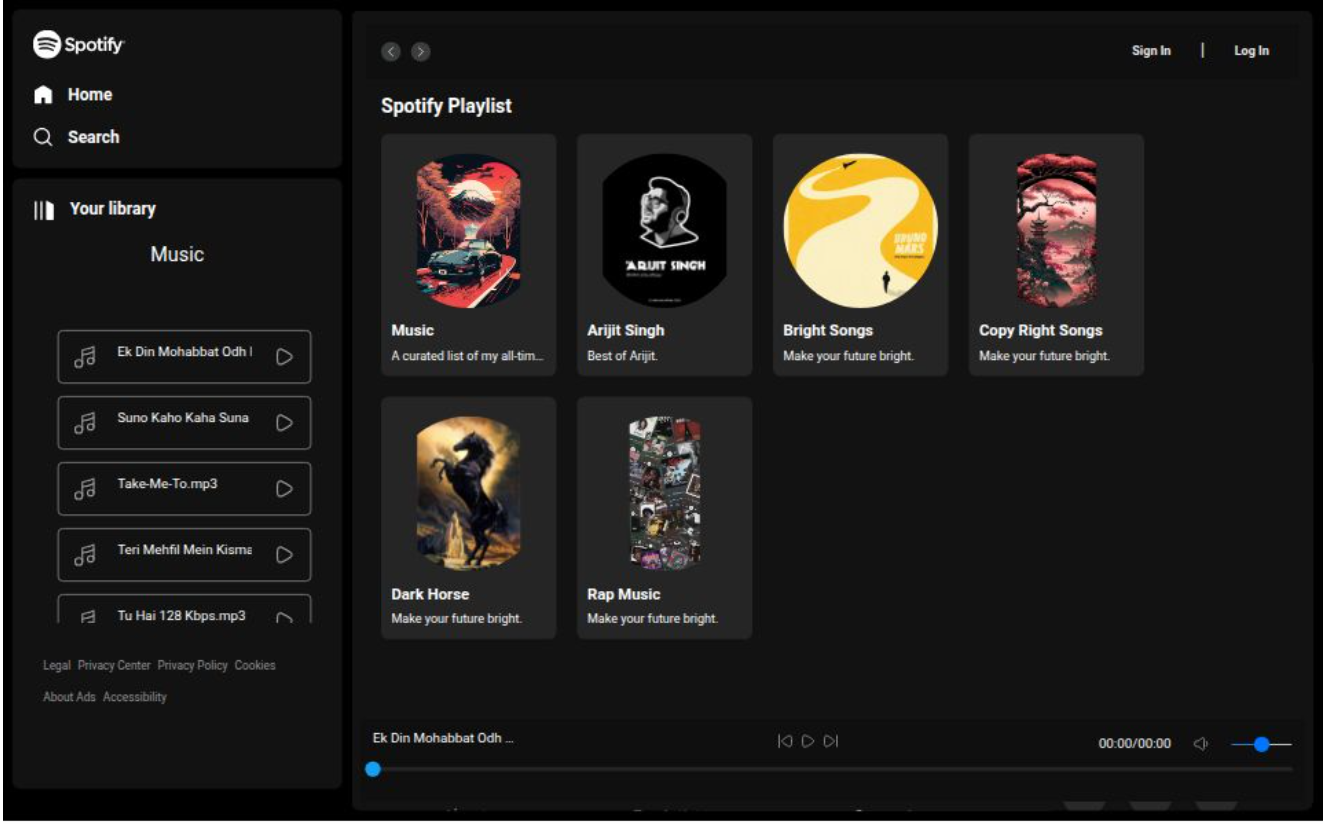 Spotify
Home
Search
Your library
Music
Ek Din Mohabbat Odh
Suno Kaho Kaha Suna
Take-Me-To.mp3
Teri Mehfil Mein Kisma
Tu Hai 128 Kbps.mp3
Legal Privacy Center Privacy Policy Cookies
About Ads Accessibility
Sign In | Log In
Spotify Playlist
ARIJIT SINGH
BRUNO
MARS
Music
A curated list of my all-tim...
Arijit Singh
Best of Arijit.
Bright Songs
Make your future bright.
Copy Right Songs
Make your future bright.
Dark Horse
Make your future bright.
Rap Music
Make your future bright.
Ek Din Mohabbat Odh ...
00:00/00:00